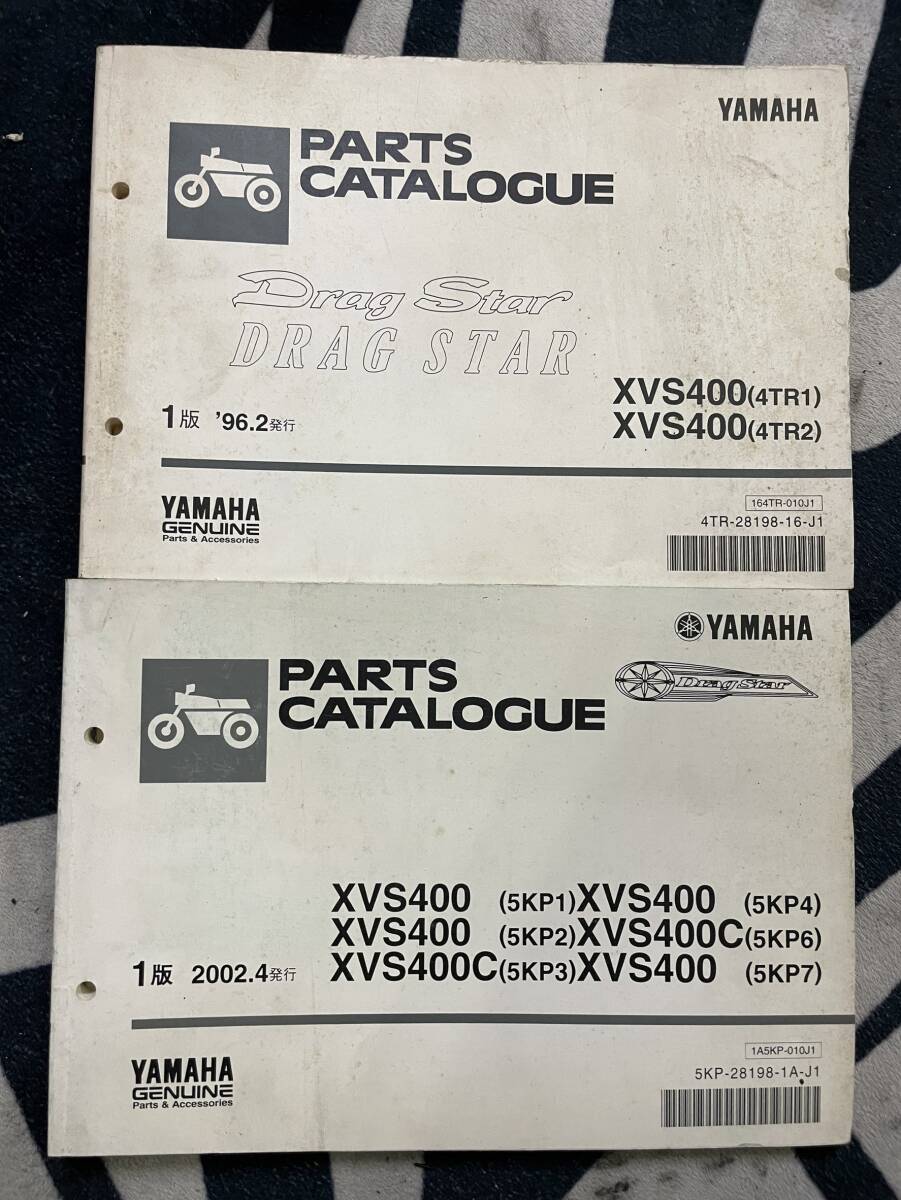 YAMAHA
PARTS
CATALOGUE
Drag Star
DRAG STAR
XVS400(4TR1)
XVS400(4TR2)
1版 '96.2発行
YAMAHA
GENUINE
Parts & Accessories
164TR-010J1
4TR-28198-16-J1
YAMAHA
PARTS
CATALOGUE
Drag Star
XVS400 (5KP1) XVS400 (5KP4)
XVS400 (5KP2) XVS400C(5KP6)
XVS400C(5KP3) XVS400 (5KP7)
1版 2002.4発行
YAMAHA
GENUINE
Parts & Accessories
1A5KP-010J1
5KP-28198-1A-J1